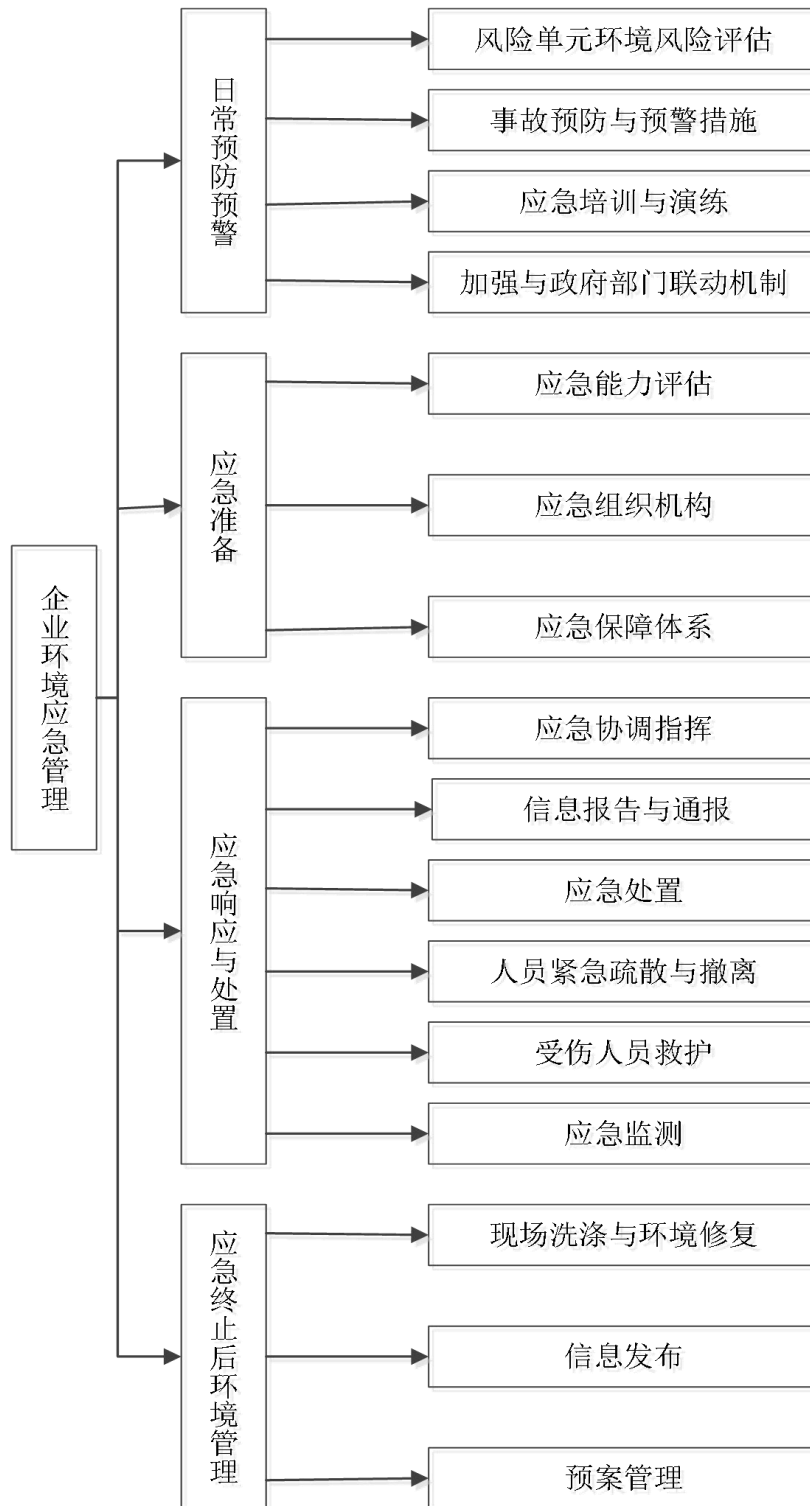 企业环境应急管理
日常预防预警
风险单元环境风险评估
事故预防与预警措施
应急培训与演练
加强与政府部门联动机制
应急准备
应急能力评估
应急组织机构
应急保障体系
应急响应与处置
应急协调指挥
信息报告与通报
应急处置
人员紧急疏散与撤离
受伤人员救护
应急监测
应急终止后环境管理
现场洗涤与环境修复
信息发布
预案管理